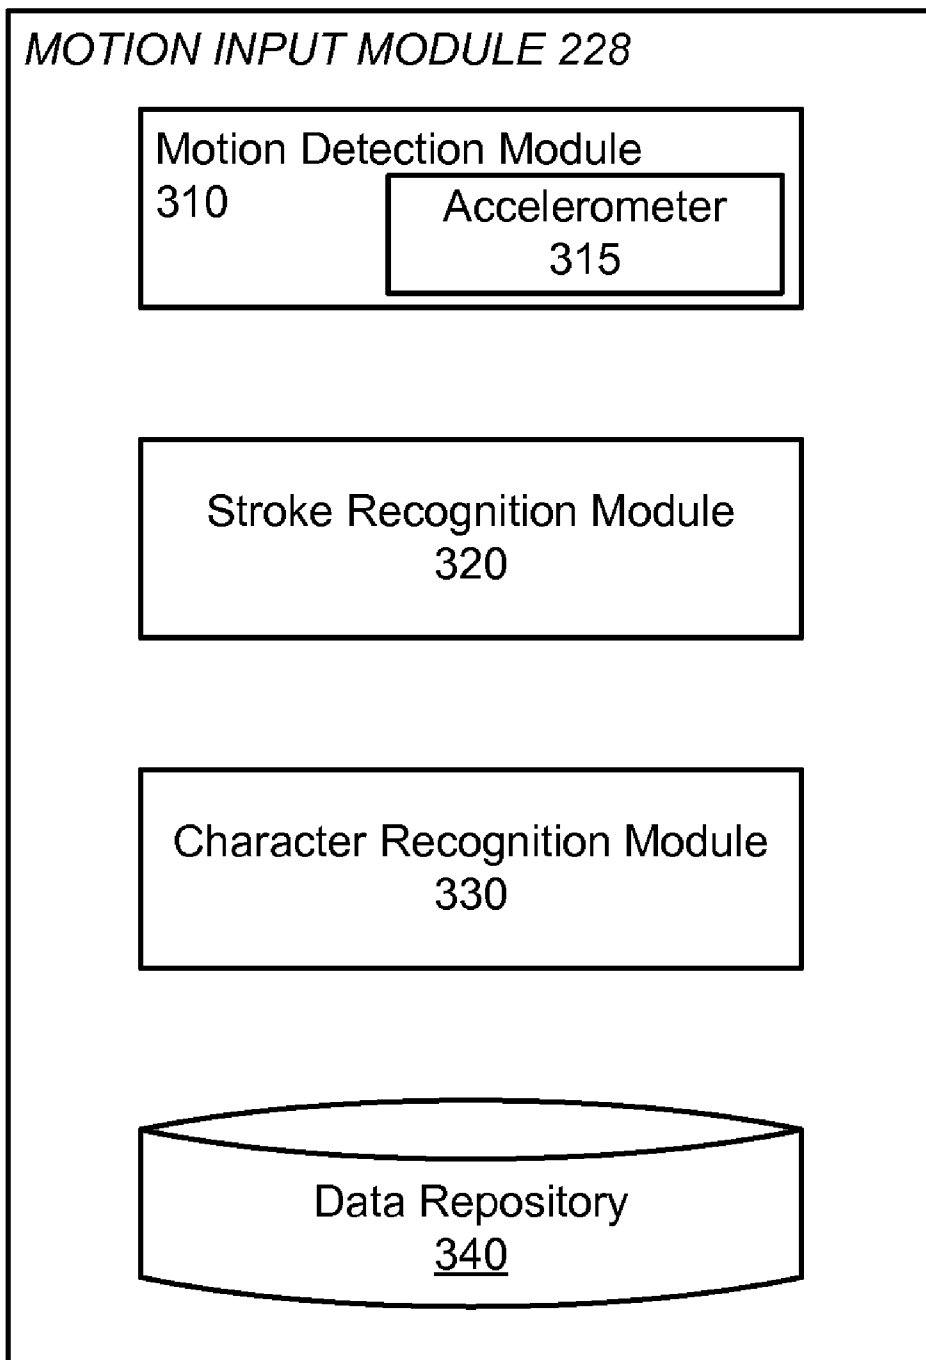 MOTION INPUT MODULE 228
Motion Detection Module
310
Accelerometer
315
Stroke Recognition Module
320
Character Recognition Module
330
Data Repository
340